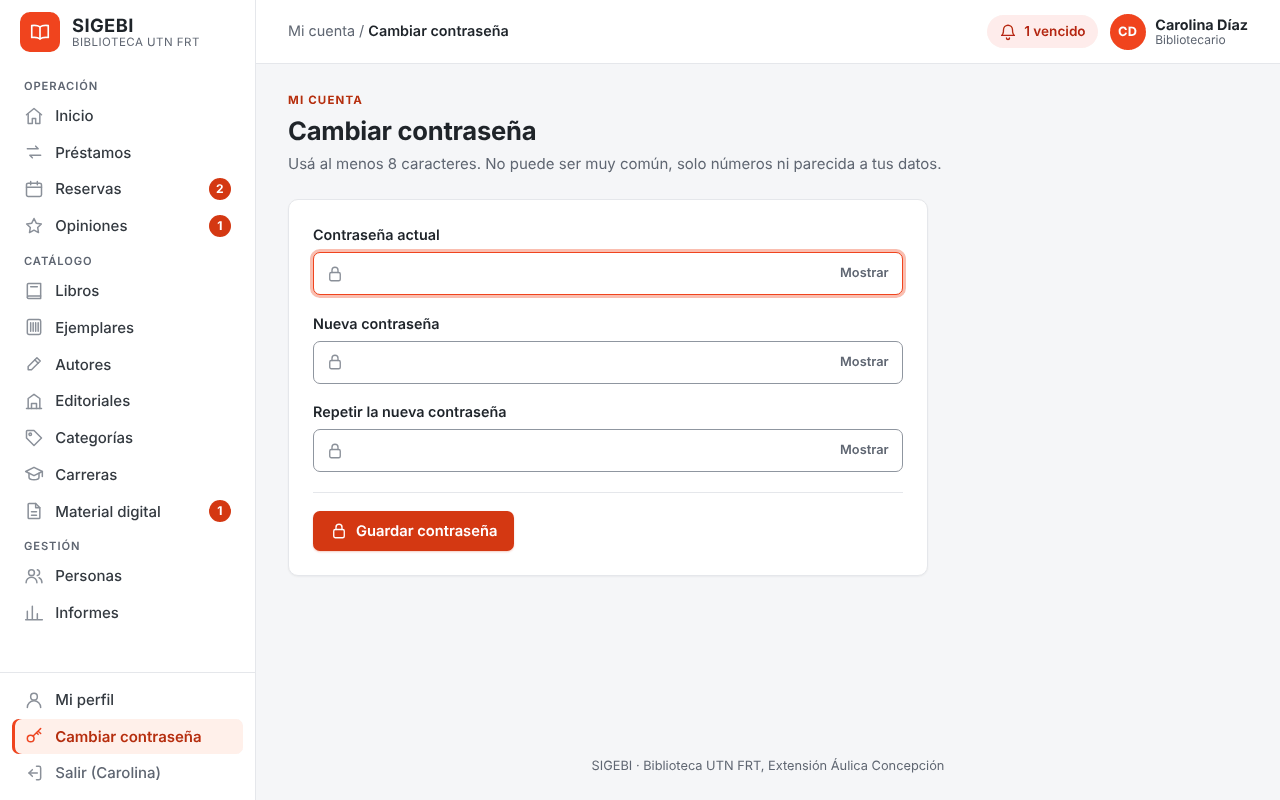 SIGEBI
BIBLIOTECA UTN FRT
OPERACIÓN
Inicio
Préstamos
Reservas 2
Opiniones 1
CATÁLOGO
Libros
Ejemplares
Autores
Editoriales
Categorías
Carreras
Material digital 1
GESTIÓN
Personas
Informes
Mi perfil
Cambiar contraseña
Salir (Carolina)
Mi cuenta / Cambiar contraseña
1 vencido
CD
Carolina Díaz
Bibliotecario
MI CUENTA
Cambiar contraseña
Usá al menos 8 caracteres. No puede ser muy común, solo números ni parecida a tus datos.
Contraseña actual
Mostrar
Nueva contraseña
Mostrar
Repetir la nueva contraseña
Mostrar
Guardar contraseña
SIGEBI · Biblioteca UTN FRT, Extensión Áulica Concepción